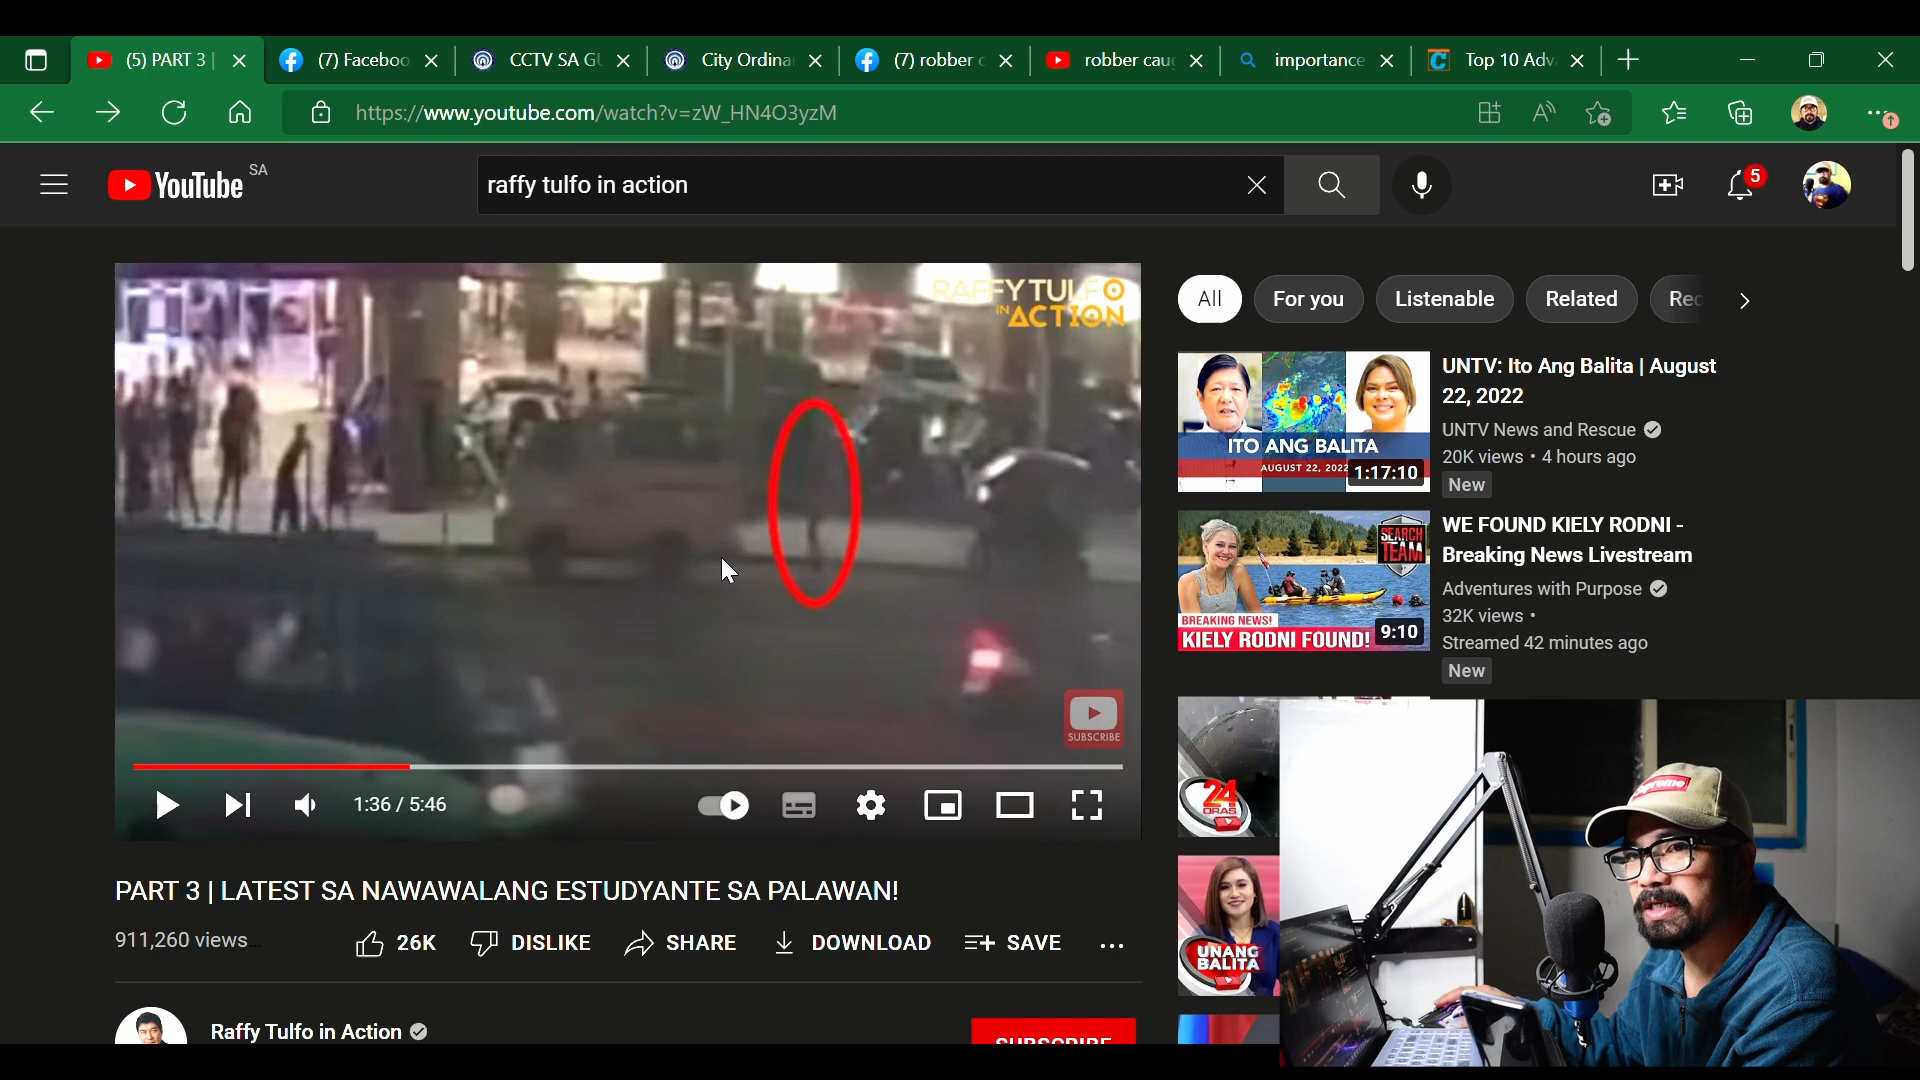 (5) PART 3 |
(7) Faceboo
CCTV SA GU
City Ordina
(7) robber c
robber cau
importance
Top 10 Adv
https://www.youtube.com/watch?v=zW_HN4O3yzM
YouTube SA
raffy tulfo in action
5
RAFFY TULFO
IN ACTION
SUBSCRIBE
1:36 / 5:46
PART 3 | LATEST SA NAWAWALANG ESTUDYANTE SA PALAWAN!
911,260 views
26K
DISLIKE
SHARE
DOWNLOAD
SAVE
Raffy Tulfo in Action
SUBSCRIBE
All
For you
Listenable
Related
Rec
ITO ANG BALITA
AUGUST 22, 2022
1:17:10
UNTV: Ito Ang Balita | August
22, 2022
UNTV News and Rescue
20K views • 4 hours ago
New
SEARCH
TEAM
BREAKING NEWS!
KIELY RODNI FOUND!
9:10
WE FOUND KIELY RODNI -
Breaking News Livestream
Adventures with Purpose
32K views •
Streamed 42 minutes ago
New
24
ORAS
UNANG
BALITA
Supreme